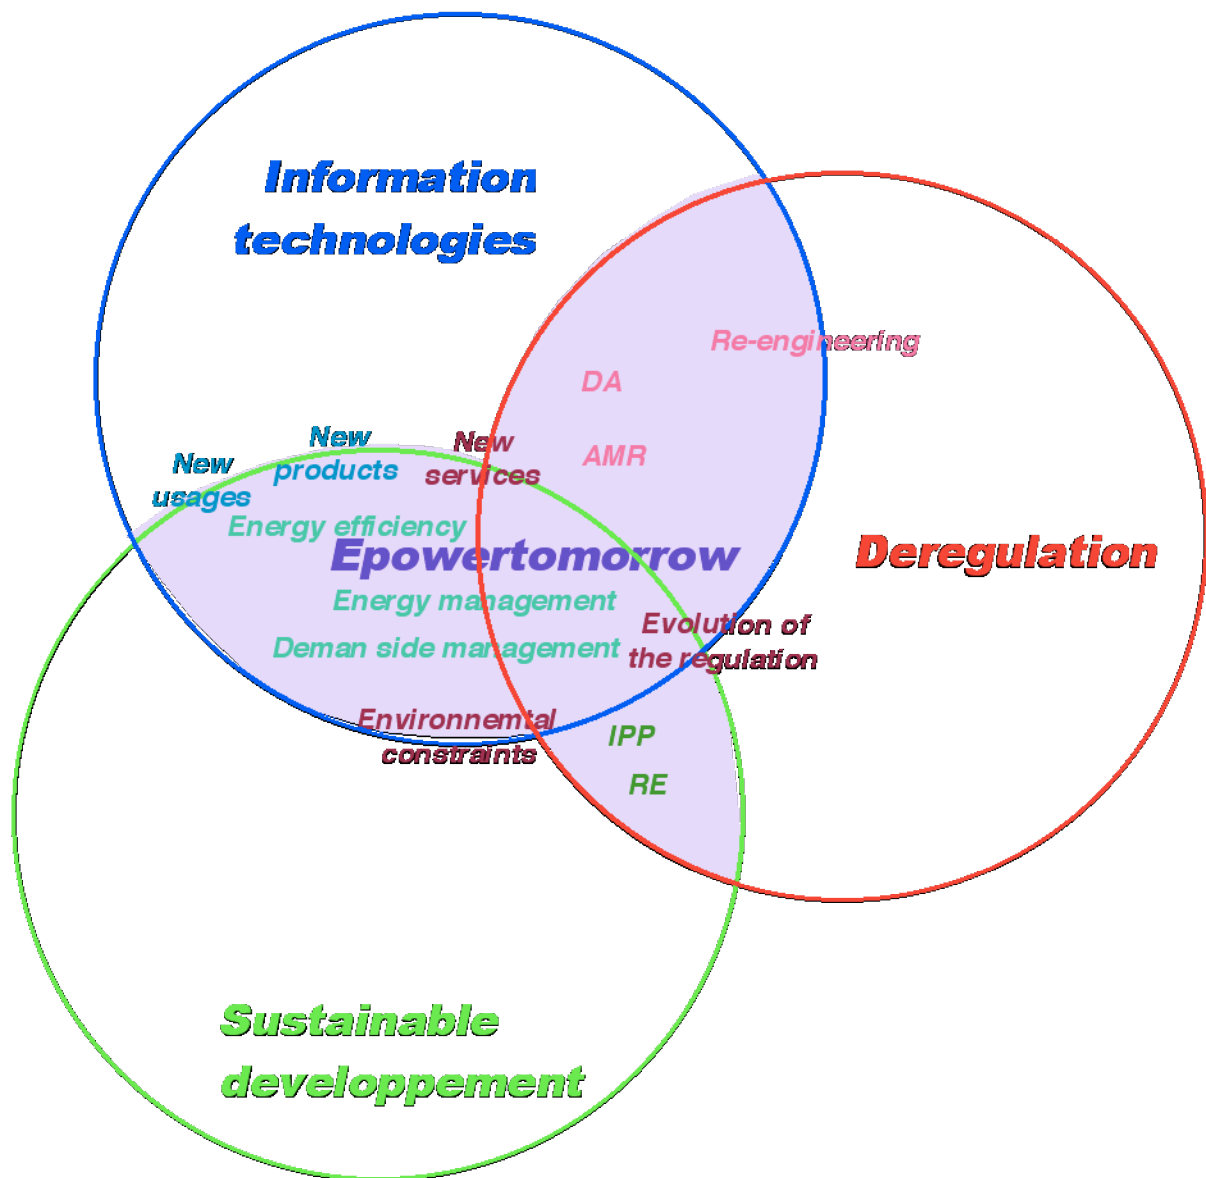 Information
technologies
Re-engineering
DA
AMR
New
usages
New
products
New
services
Energy efficiency
Epowertomorrow
Deregulation
Energy management
Deman side management
Evolution of
the regulation
Environnemtal
constraints
IPP
RE
Sustainable
developpement